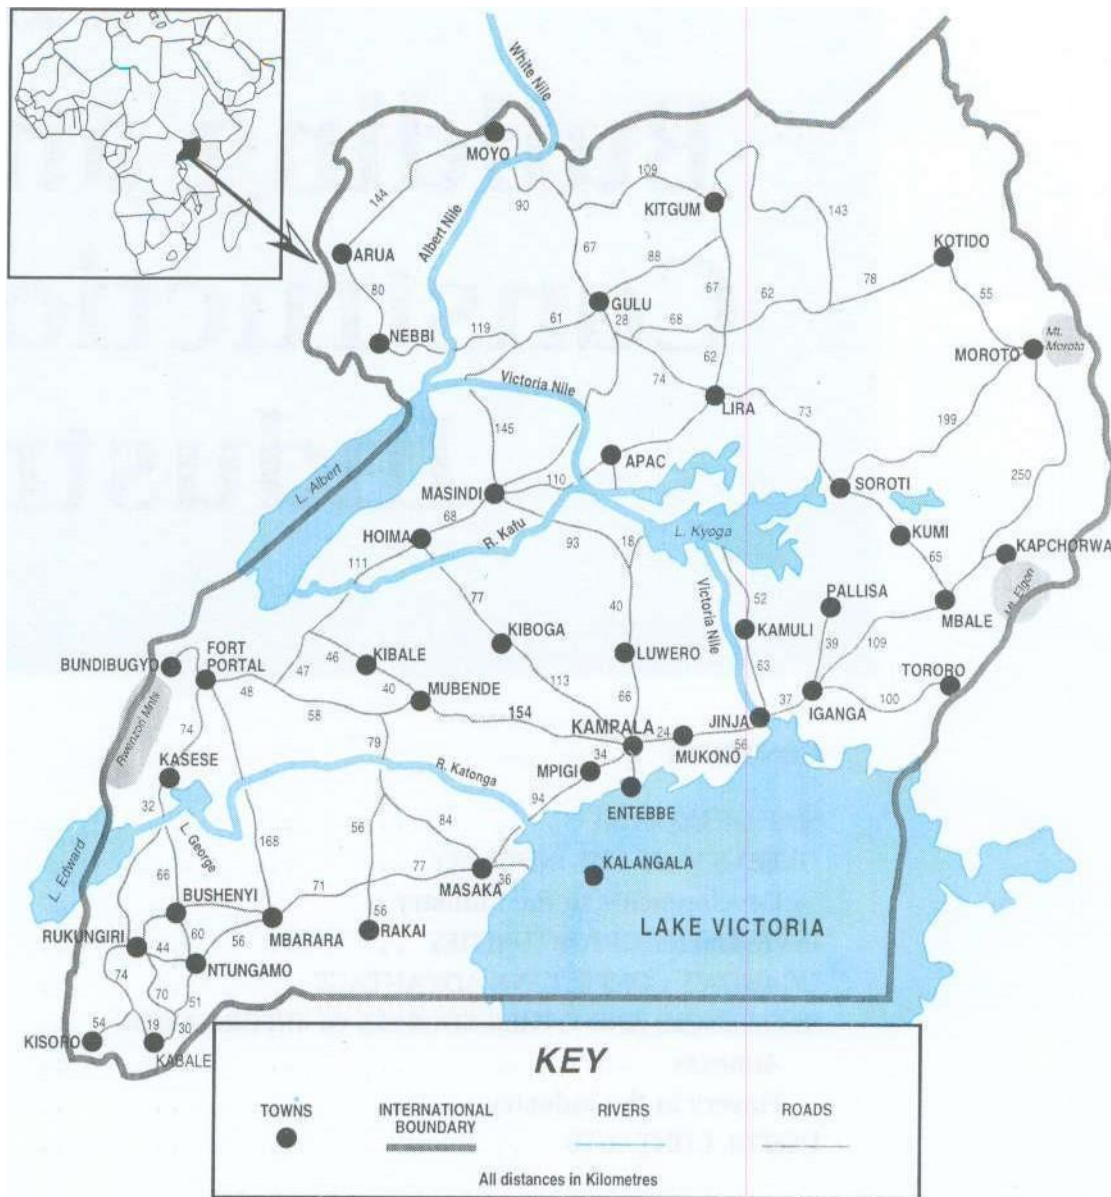 White Nile
MOYO
109
KITGUM
144
90
143
Albert Nile
ARUA
KOTIDO
67
88
80
67
62
78
55
GULU
NEBBI
119
61
28
68
Mt.
Moroto
MOROTO
62
Victoria Nile
74
LIRA
73
199
145
L. Albert
APAC
MASINDI
110
SOROTI
250
68
R. Kafu
HOIMA
93
18
L. Kyoga
KUMI
KAPCHORWA
111
65
77
Victoria Nile
52
PALLISA
Mt. Elgon
40
MBALE
KIBOGA
KAMULI
39
109
BUNDIBUGYO
FORT
PORTAL
46
KIBALE
LUWERO
47
40
MUBENDE
113
66
63
TORORO
48
58
154
37
100
KAMPALA
JINJA
IGANGA
Rwenzori Mnts
74
79
34
24
MUKONO
56
KASESE
R. Katonga
MPIGI
ENTEBBE
32
94
L. George
168
56
84
L. Edward
77
36
KALANGALA
66
71
MASAKA
BUSHENYI
56
RAKAI
LAKE VICTORIA
RUKUNGIRI
60
56
MBARARA
44
NTUNGAMO
74
70
51
54
19
30
KISORO
KABALE
KEY
TOWNS
INTERNATIONAL
BOUNDARY
RIVERS
ROADS
All distances in Kilometres